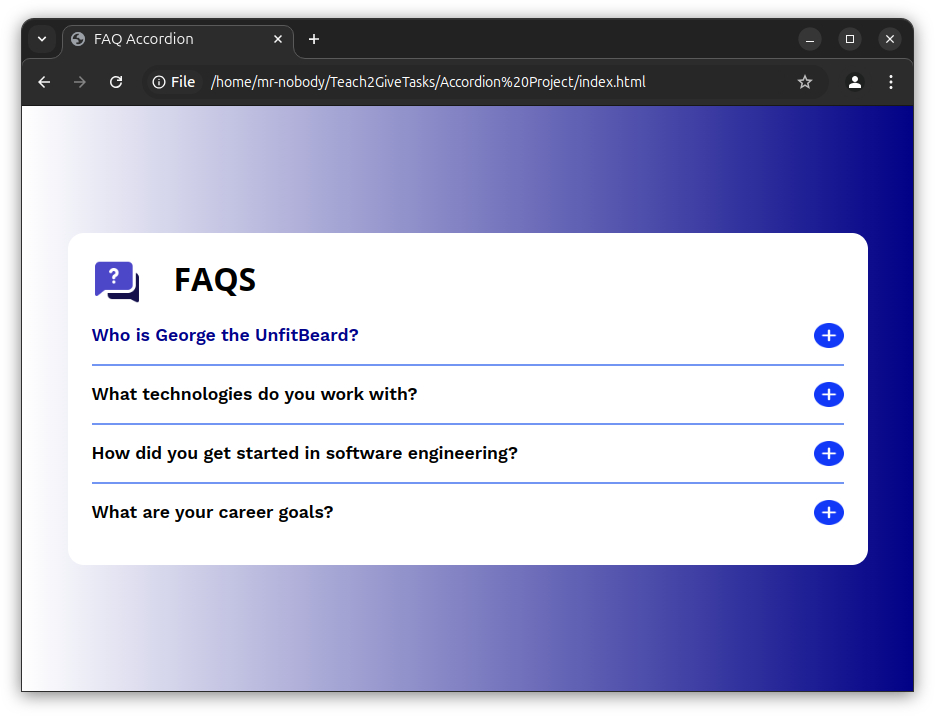 FAQ Accordion
File /home/mr-nobody/Teach2GiveTasks/Accordion%20Project/index.html
? FAQS
Who is George the UnfitBeard?
What technologies do you work with?
How did you get started in software engineering?
What are your career goals?